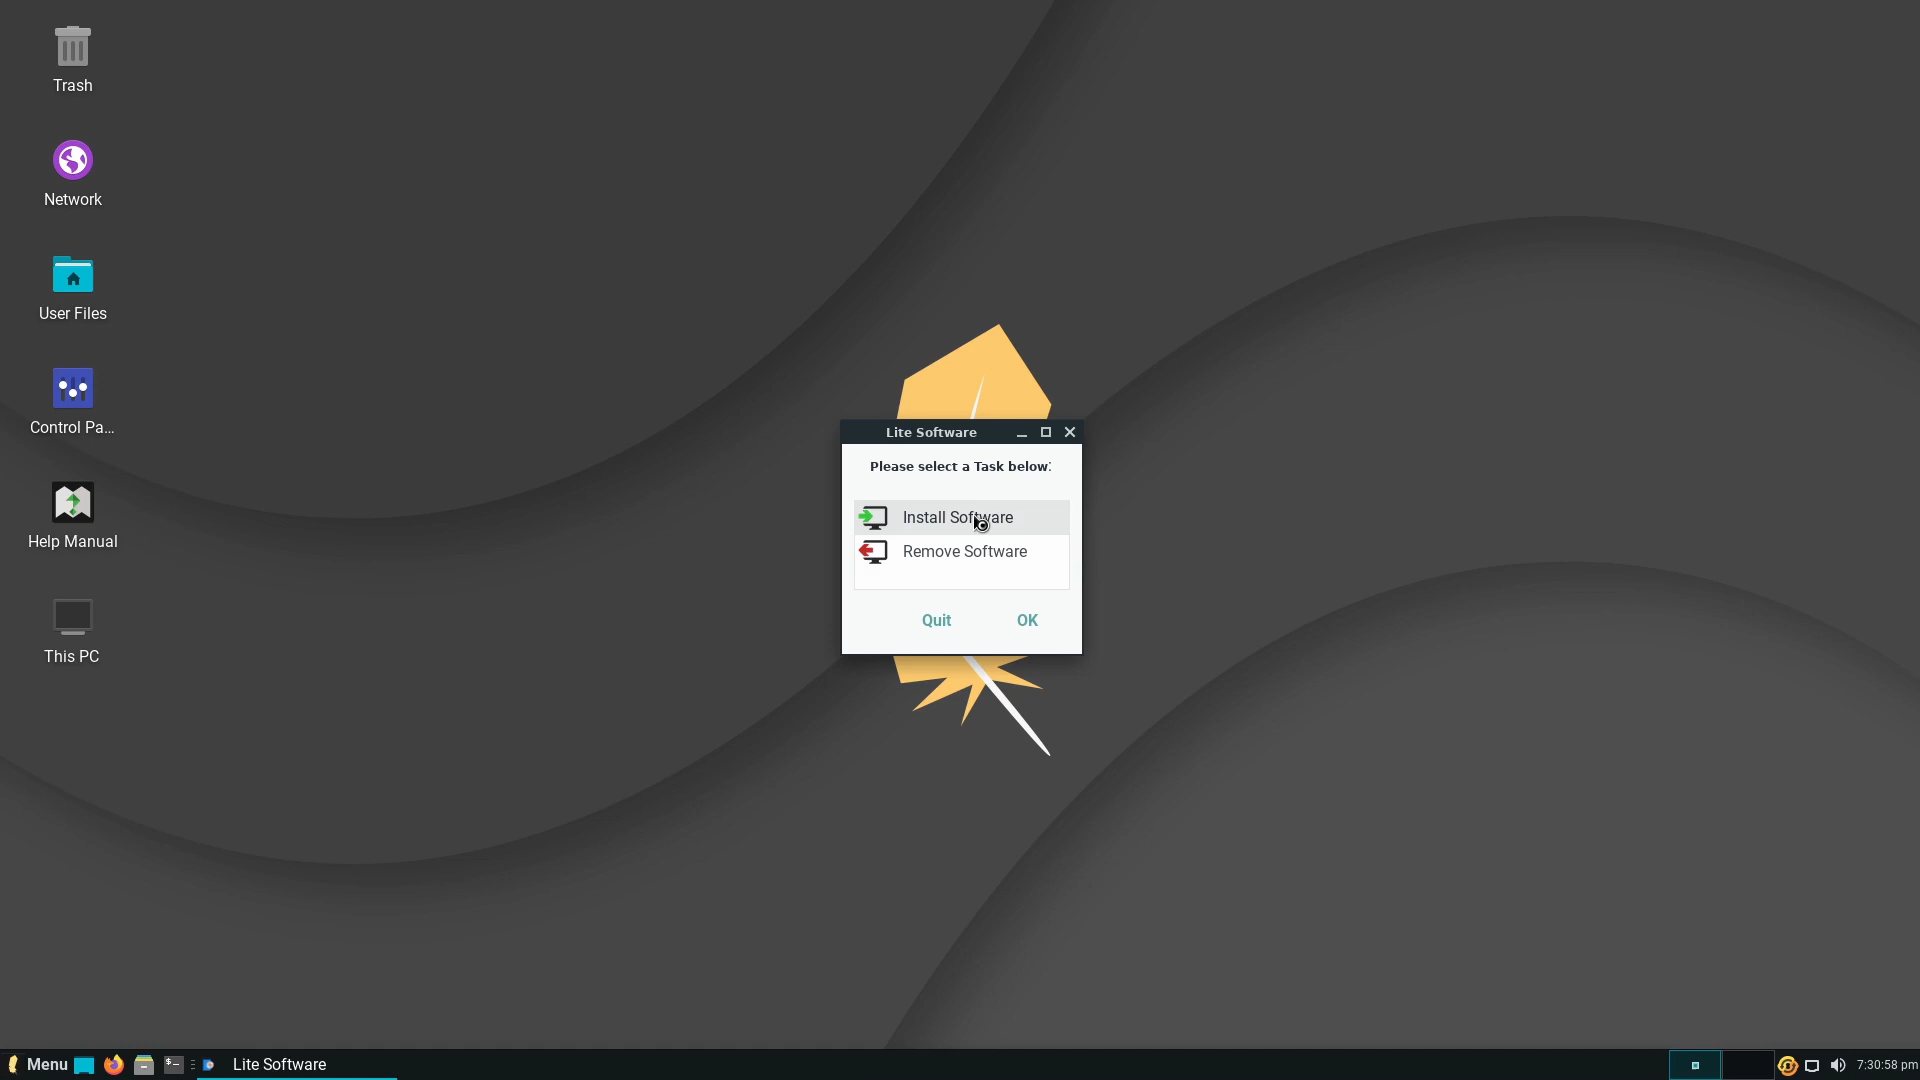 Trash
Network
User Files
Control Pa...
Help Manual
This PC
Lite Software
Please select a Task below:
Install Software
Remove Software
Quit OK
Menu
Lite Software
7:30:58 pm